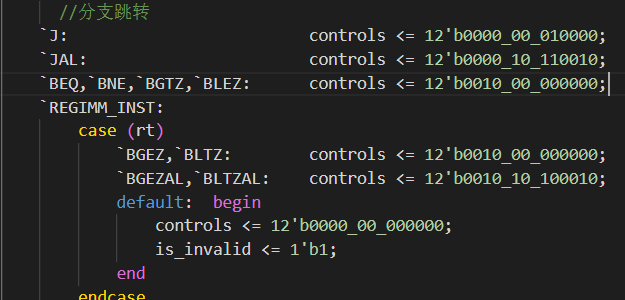 //分支跳转
`J: controls <= 12'b0000_00_010000;
`JAL: controls <= 12'b0000_10_110010;
`BEQ,`BNE,`BGTZ,`BLEZ: controls <= 12'b0010_00_000000;
`REGIMM_INST:
case (rt)
`BGEZ,`BLTZ: controls <= 12'b0010_00_000000;
`BGEZAL,`BLTZAL: controls <= 12'b0010_10_100010;
default: begin
controls <= 12'b0000_00_000000;
is_invalid <= 1'b1;
end
endcase